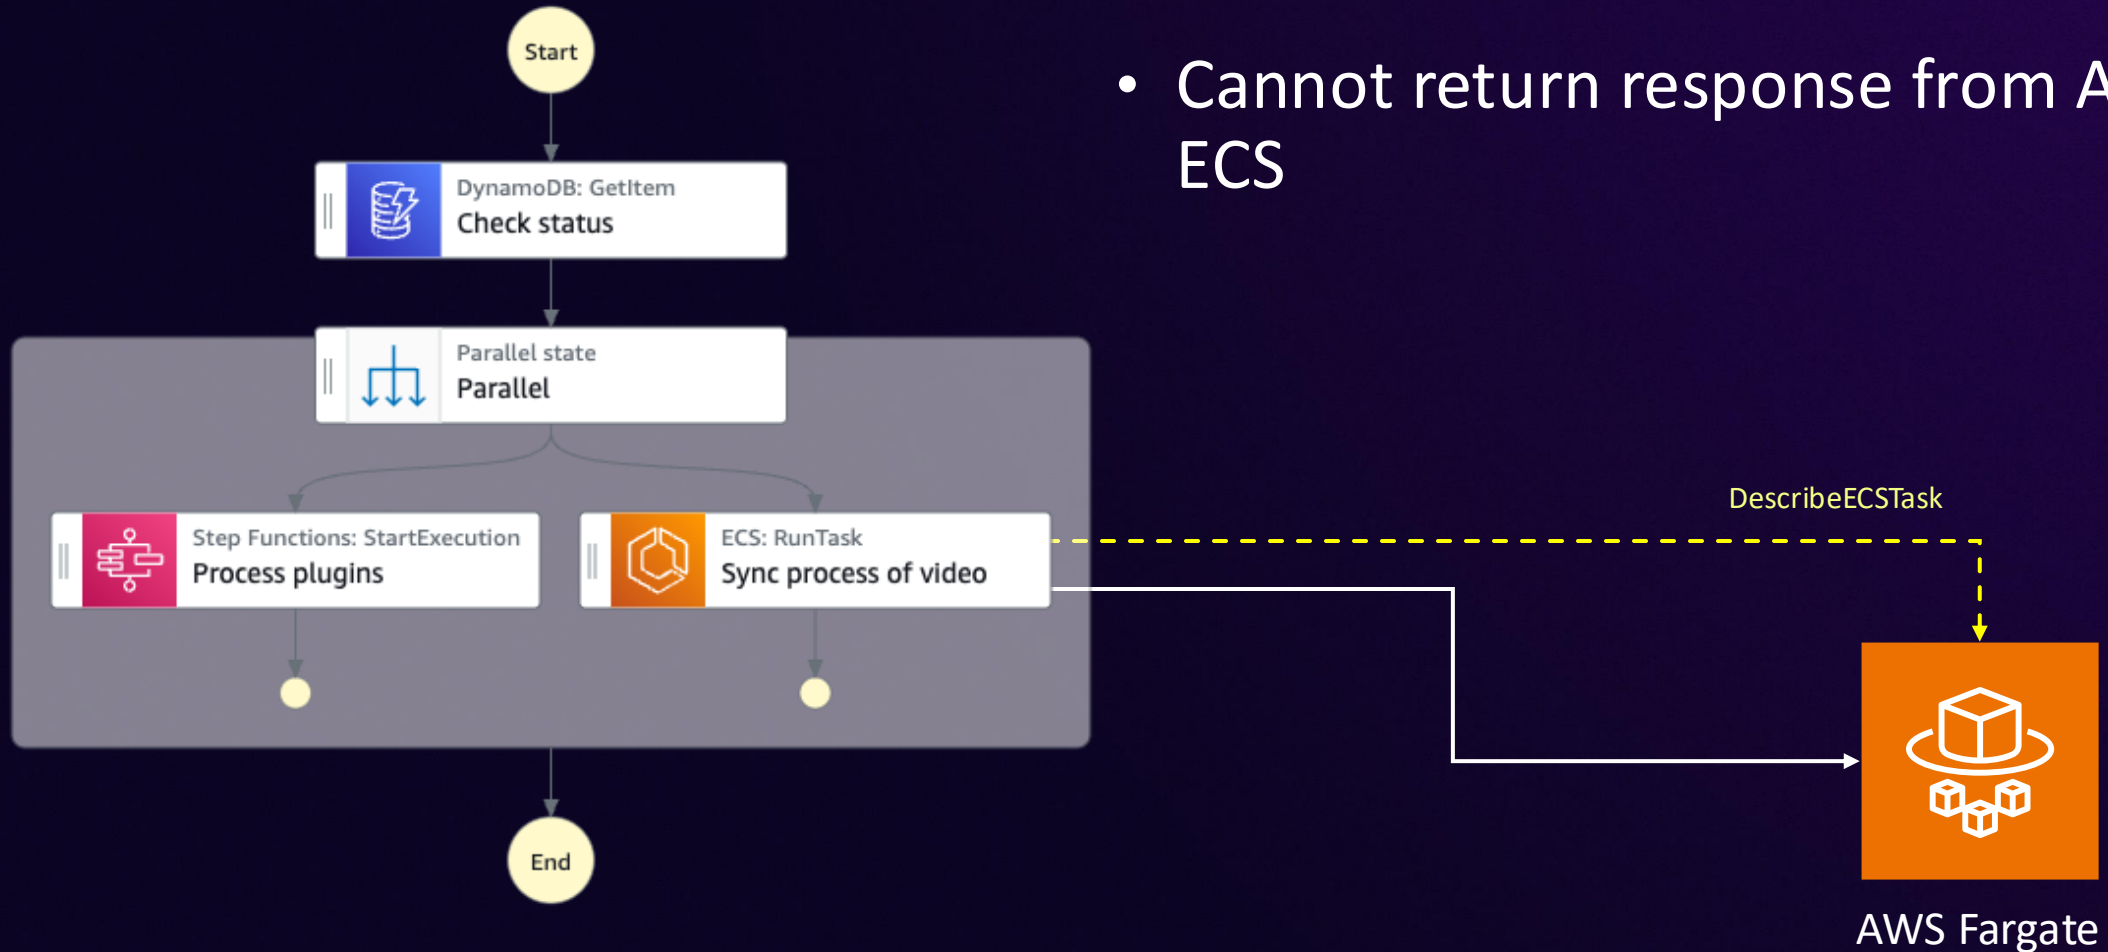 Start
• Cannot return response from A
ECS
DynamoDB: GetItem
Check status
Parallel state
Parallel
DescribeECSTask
Step Functions: StartExecution
Process plugins
ECS: RunTask
Sync process of video
End
AWS Fargate